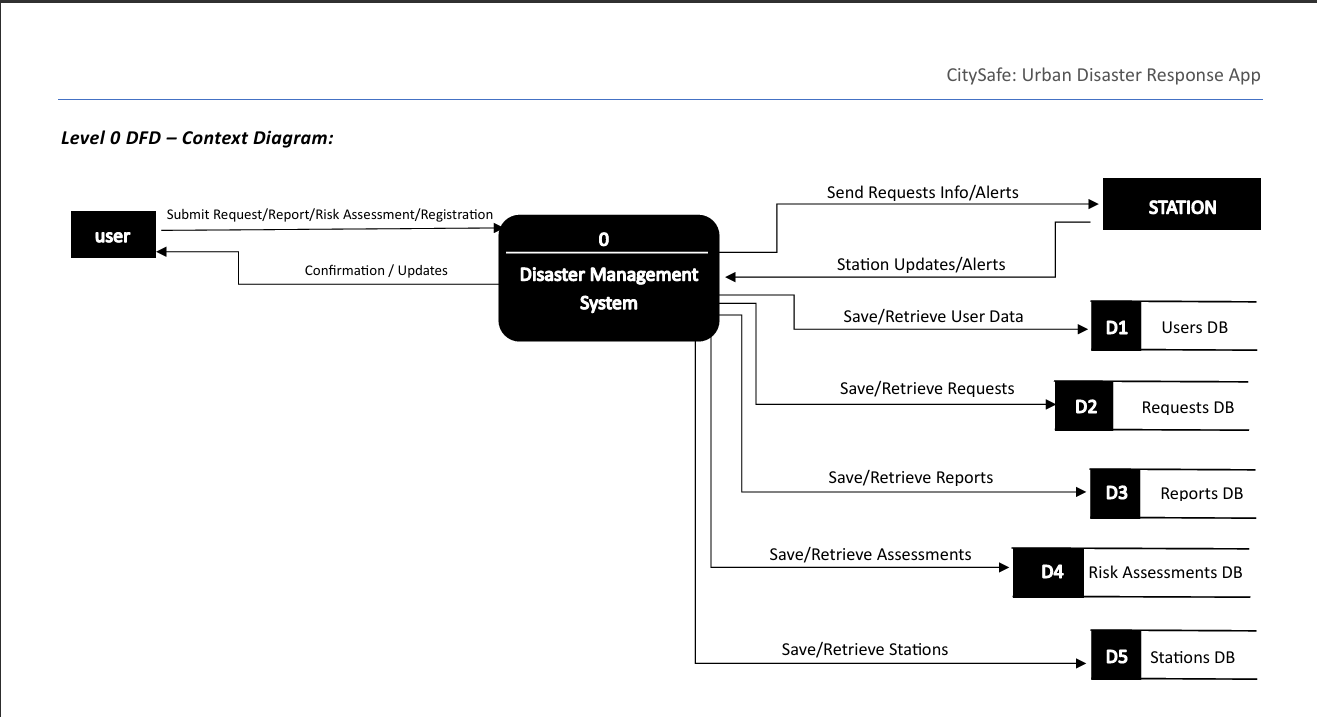 CitySafe: Urban Disaster Response App
Level 0 DFD – Context Diagram:
user
Submit Request/Report/Risk Assessment/Registration
Confirmation / Updates
0
Disaster Management
System
Send Requests Info/Alerts
STATION
Station Updates/Alerts
Save/Retrieve User Data
D1 Users DB
Save/Retrieve Requests
D2 Requests DB
Save/Retrieve Reports
D3 Reports DB
Save/Retrieve Assessments
D4 Risk Assessments DB
Save/Retrieve Stations
D5 Stations DB